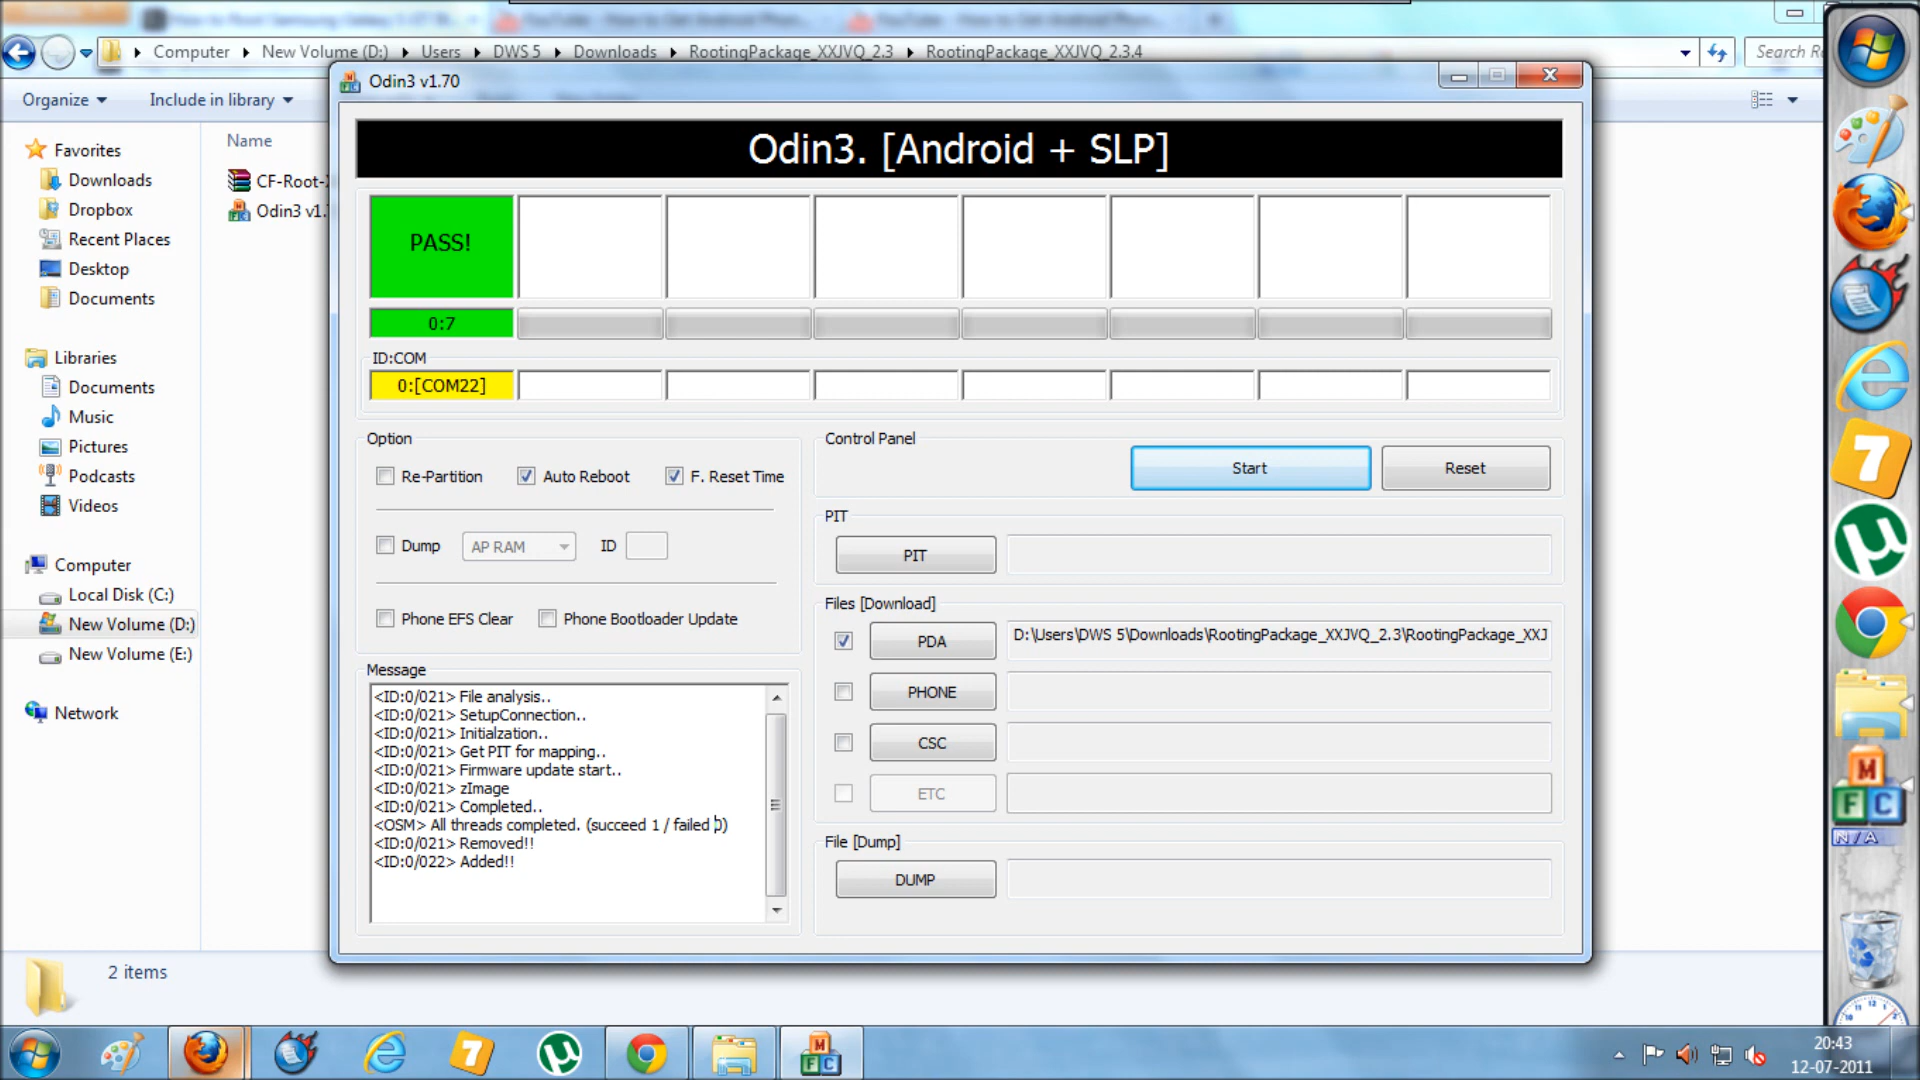 Computer New Volume (D:) Users DWS 5 Downloads RootingPackage_XXJVQ_2.3 RootingPackage_XXJVQ_2.3.4
Search
Organize
Include in library
Odin3 v1.70
Name
Favorites
Downloads
Dropbox
Recent Places
Desktop
Documents
Libraries
Documents
Music
Pictures
Podcasts
Videos
Computer
Local Disk (C:)
New Volume (D:)
New Volume (E:)
Network
CF-Root-
Odin3 v1.
2 items
Odin3. [Android + SLP]
PASS!
0:7
ID:COM
0:[COM22]
Option
Re-Partition Auto Reboot F. Reset Time
Dump AP RAM ID
Phone EFS Clear Phone Bootloader Update
Message
<ID:0/021> File analysis..
<ID:0/021> SetupConnection..
<ID:0/021> Initialzation..
<ID:0/021> Get PIT for mapping..
<ID:0/021> Firmware update start..
<ID:0/021> zImage
<ID:0/021> Completed..
<OSM> All threads completed. (succeed 1 / failed 0)
<ID:0/021> Removed!!
<ID:0/022> Added!!
Control Panel
Start Reset
PIT
PIT
Files [Download]
PDA D:\Users\DWS 5\Downloads\RootingPackage_XXJVQ_2.3\RootingPackage_XXJ
PHONE
CSC
ETC
File [Dump]
DUMP
7
M
F C
N/A
7
M
F C
20:43
12-07-2011